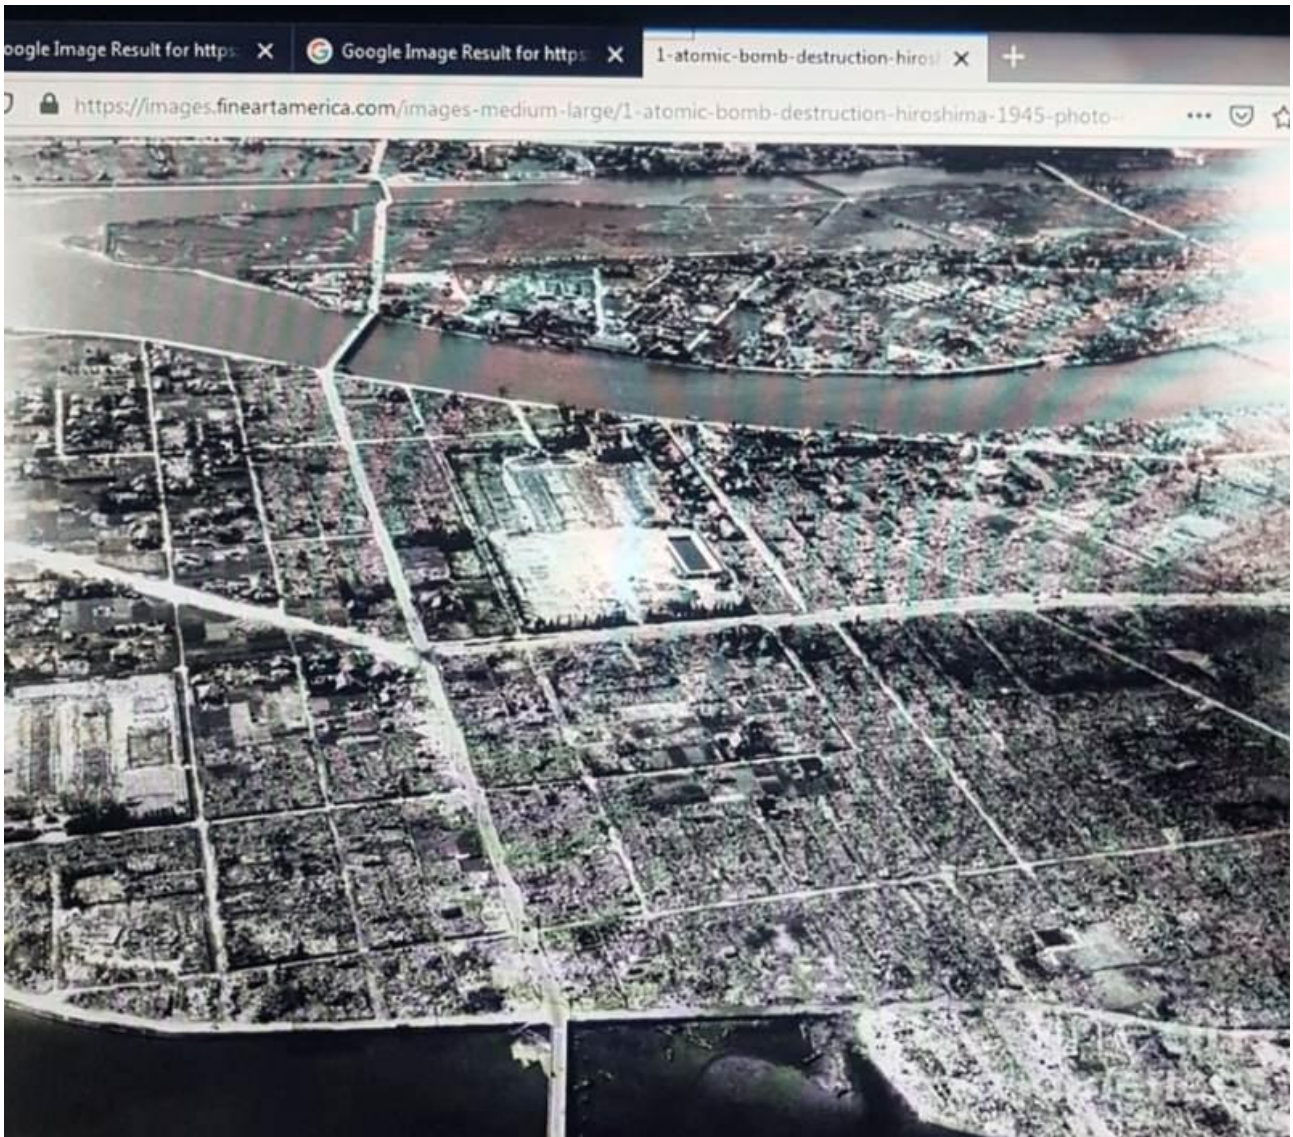 oogle Image Result for https: Google Image Result for https 1-atomic-bomb-destruction-hiros
https://images.fineartamerica.com/images-medium-large/1-atomic-bomb-destruction-hiroshima-1945-photo-